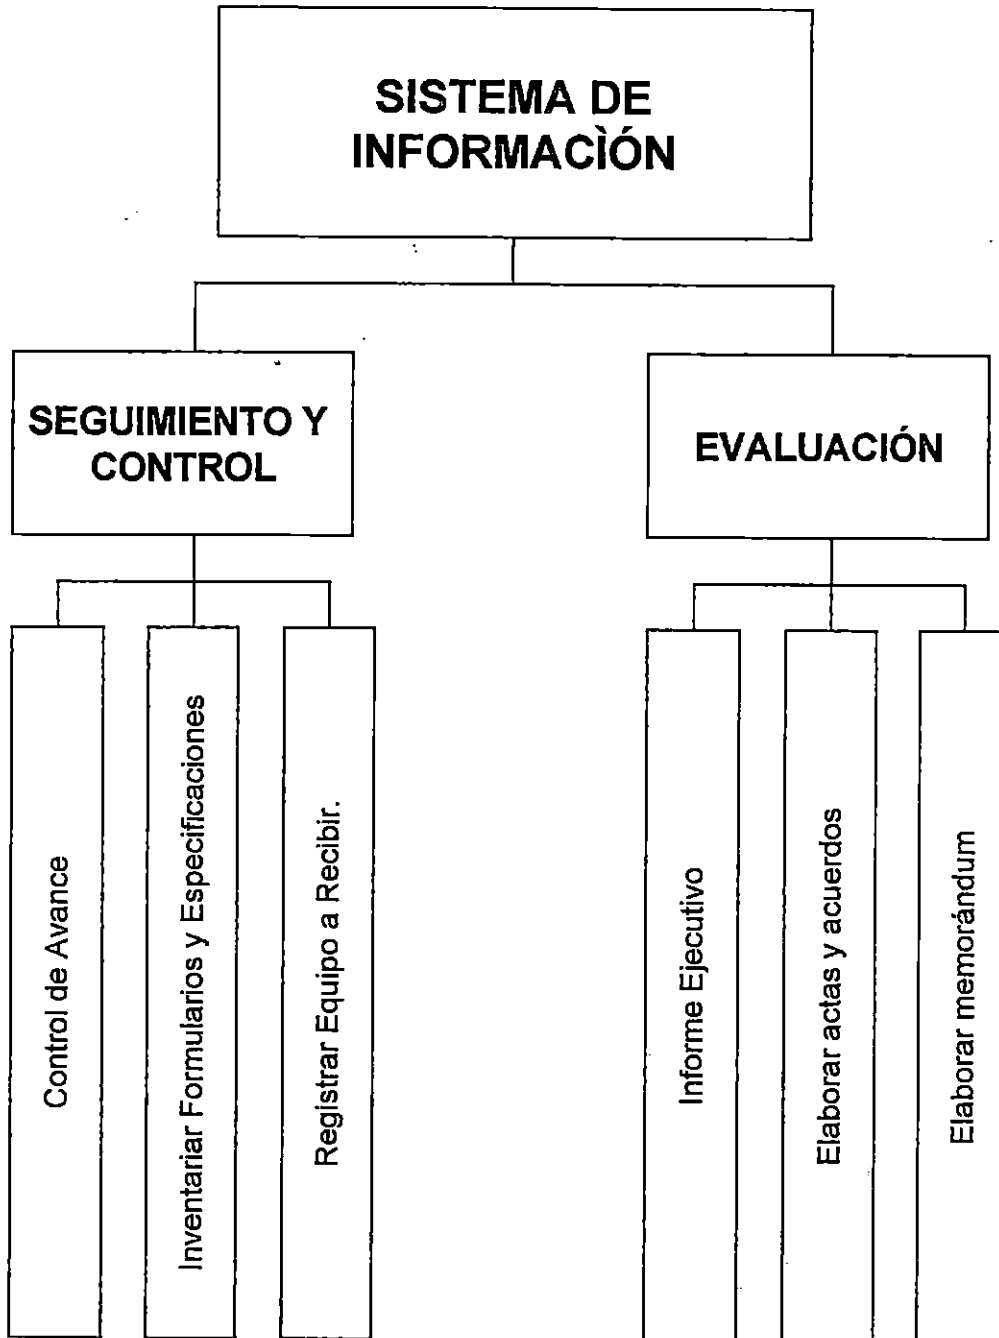 SISTEMA DE
INFORMACÌÓN
SEGUIMIENTO Y
CONTROL
EVALUACIÓN
Control de Avance
Inventariar Formularios y Especificaciones
Registrar Equipo a Recibir.
Informe Ejecutivo
Elaborar actas y acuerdos
Elaborar memorándum